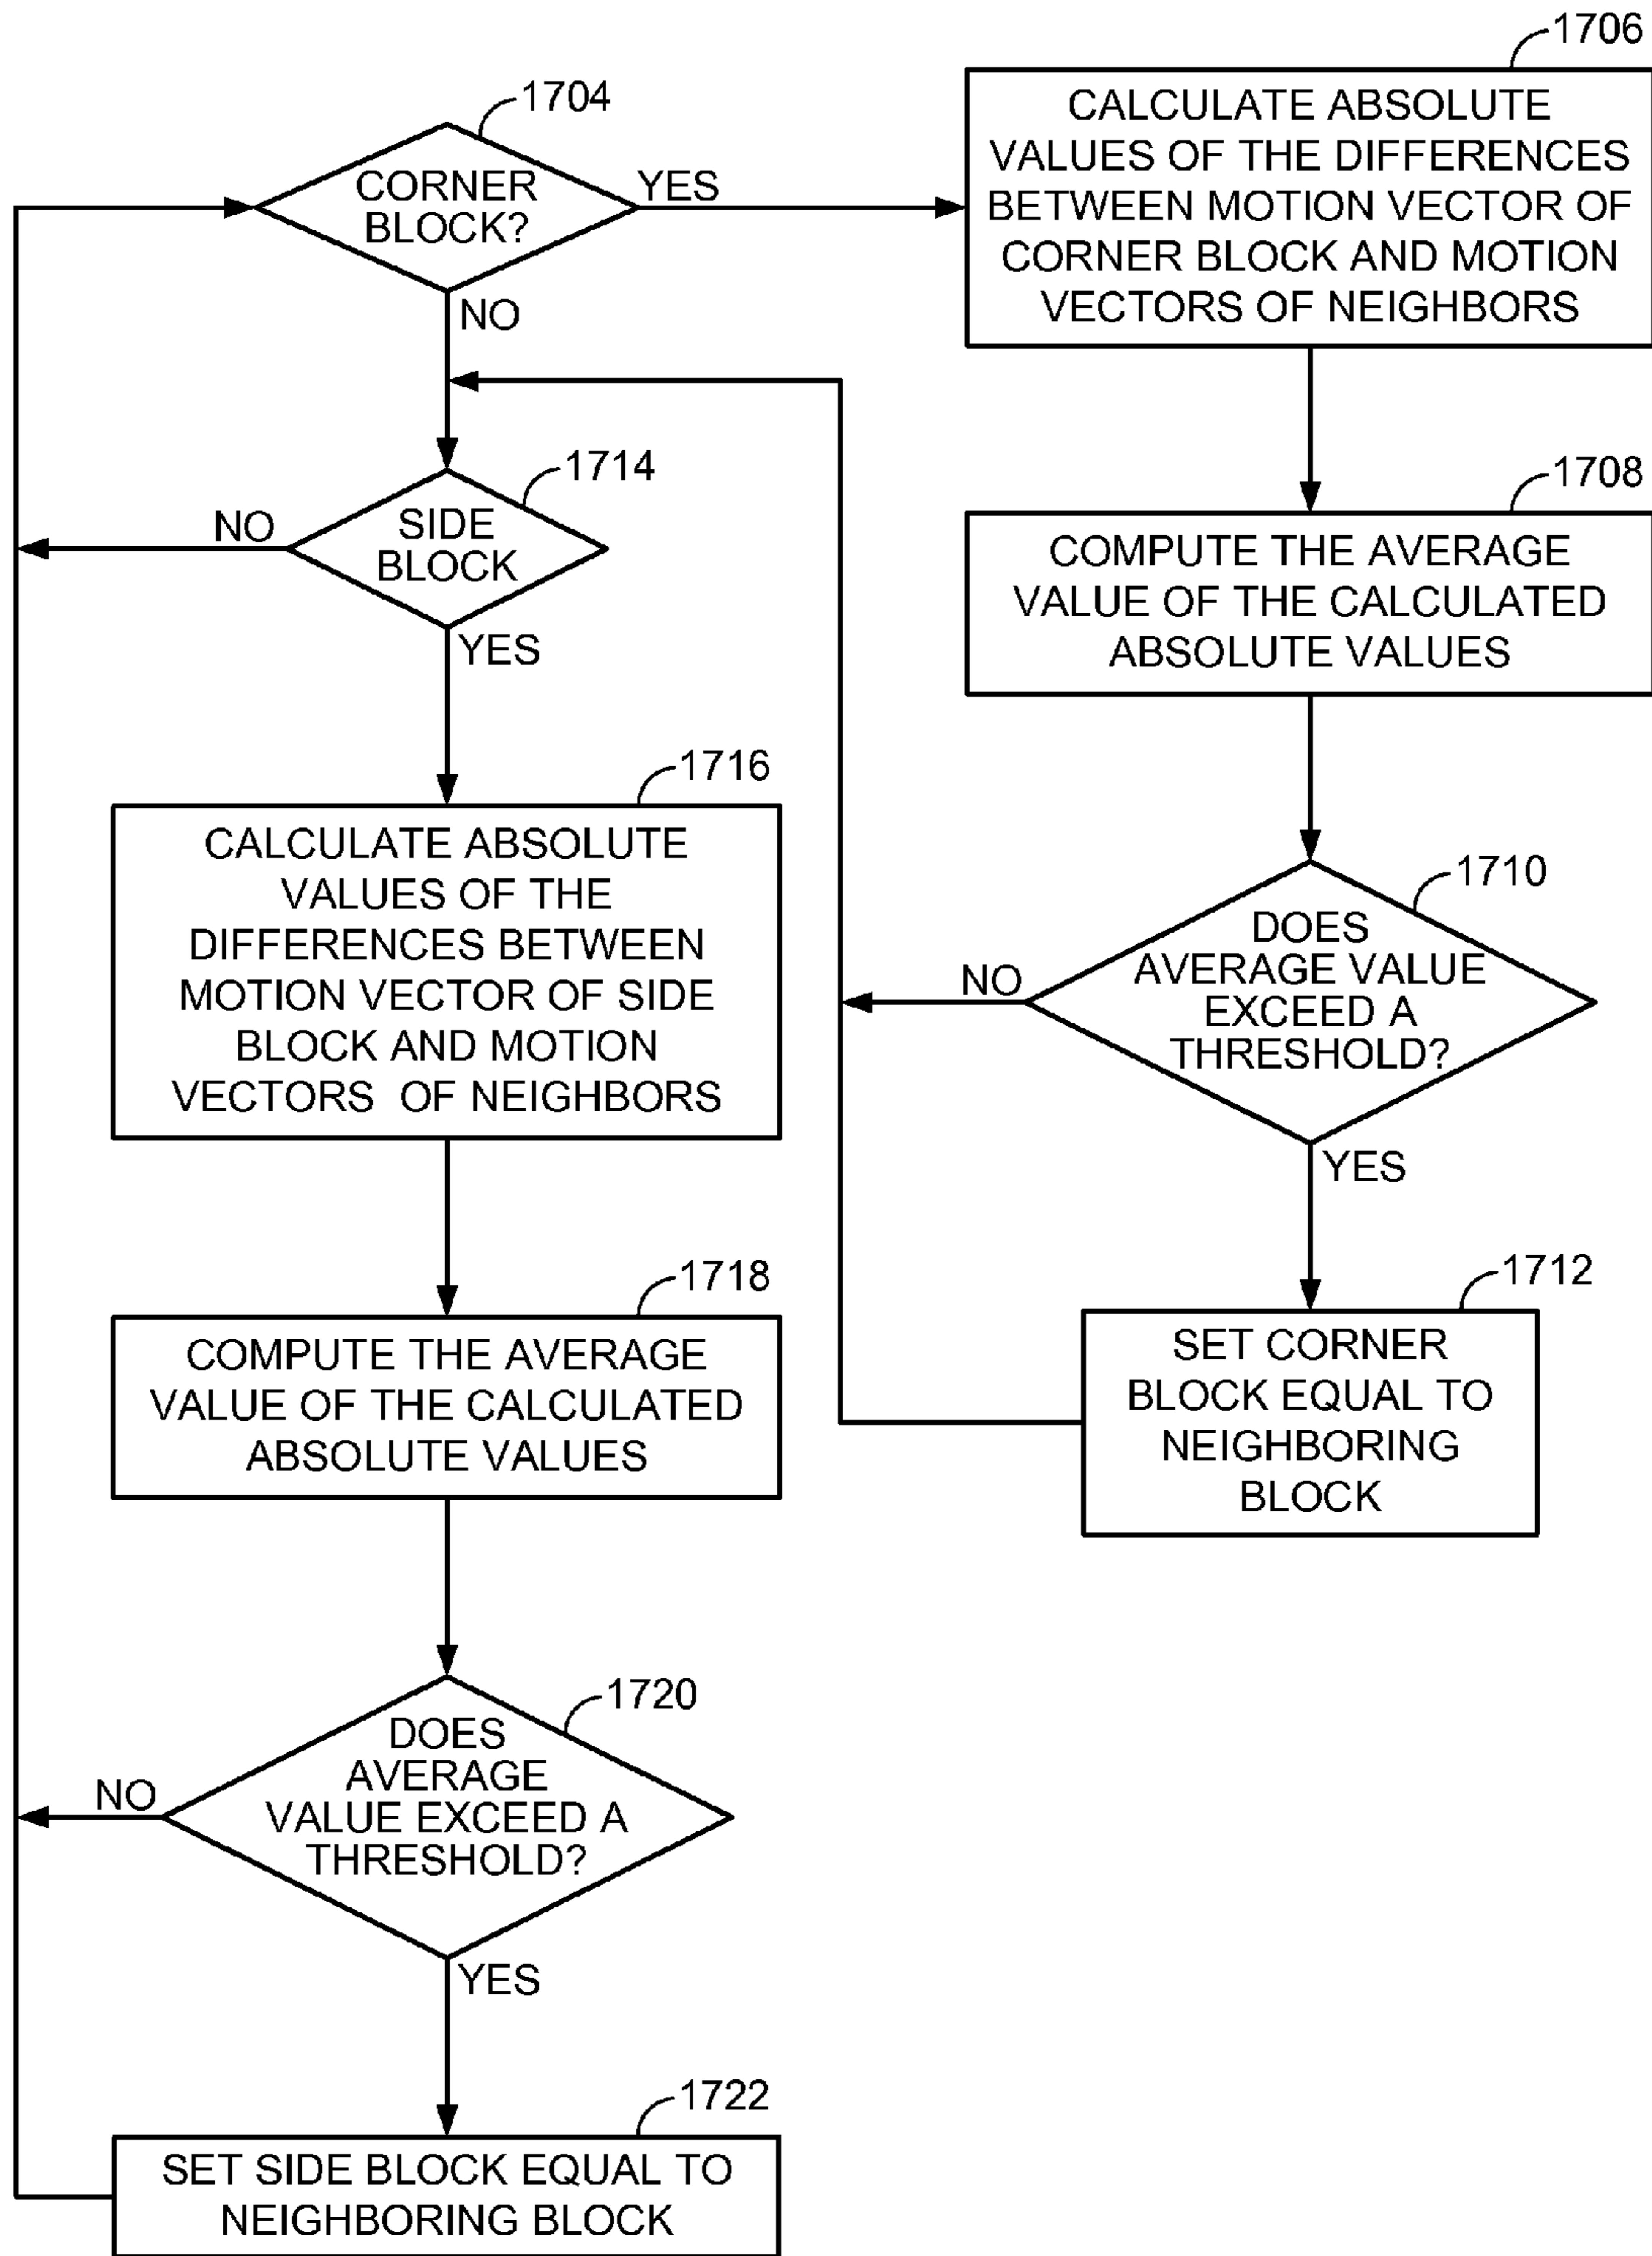 1704
CORNER
BLOCK?
YES
NO
1706
CALCULATE ABSOLUTE
VALUES OF THE DIFFERENCES
BETWEEN MOTION VECTOR OF
CORNER BLOCK AND MOTION
VECTORS OF NEIGHBORS
1708
COMPUTE THE AVERAGE
VALUE OF THE CALCULATED
ABSOLUTE VALUES
1710
DOES
AVERAGE VALUE
EXCEED A
THRESHOLD?
NO
YES
1712
SET CORNER
BLOCK EQUAL TO
NEIGHBORING
BLOCK
1714
SIDE
BLOCK
NO
YES
1716
CALCULATE ABSOLUTE
VALUES OF THE
DIFFERENCES BETWEEN
MOTION VECTOR OF SIDE
BLOCK AND MOTION
VECTORS OF NEIGHBORS
1718
COMPUTE THE AVERAGE
VALUE OF THE CALCULATED
ABSOLUTE VALUES
1720
DOES
AVERAGE
VALUE EXCEED A
THRESHOLD?
NO
YES
1722
SET SIDE BLOCK EQUAL TO
NEIGHBORING BLOCK